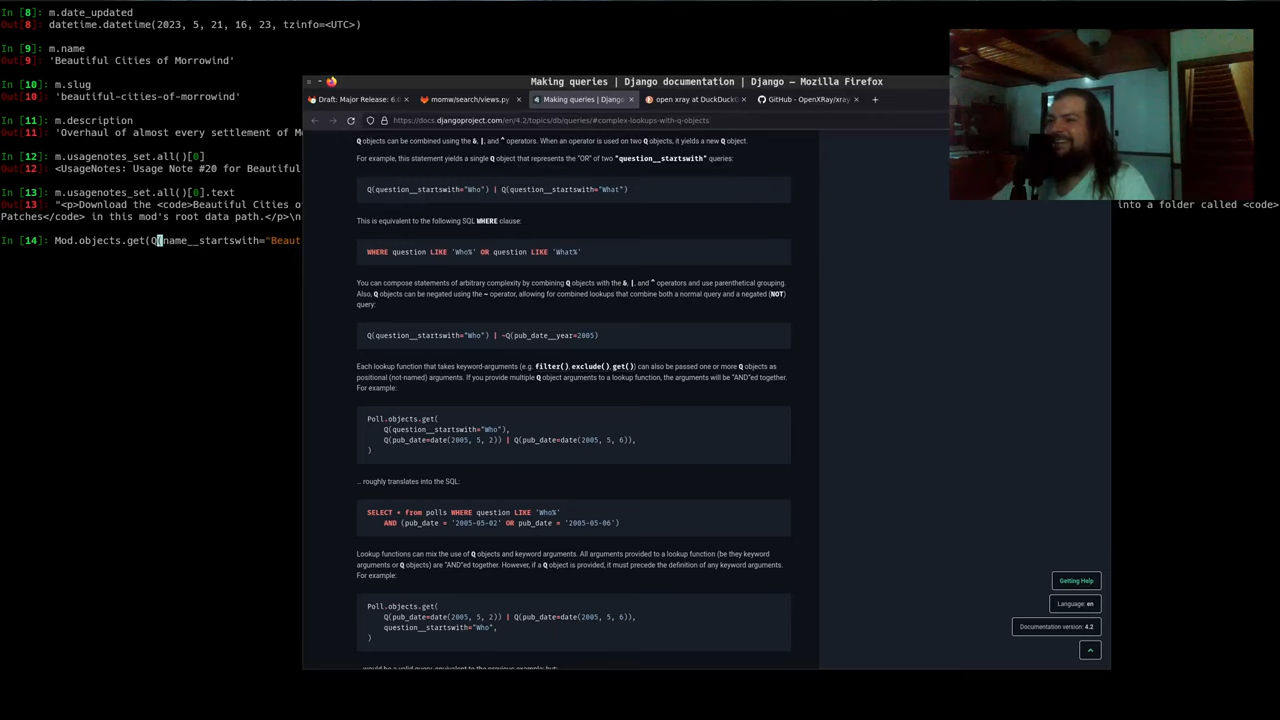 In [8]: m.date_updated
Out[8]: datetime.datetime(2023, 5, 21, 16, 23, tzinfo=<UTC>)
In [9]: m.name
Out[9]: 'Beautiful Cities of Morrowind'
In [10]: m.slug
Out[10]: 'beautiful-cities-of-morrowind'
In [11]: m.description
Out[11]: 'Overhaul of almost every settlement of M
In [12]: m.usagenotes_set.all()[0]
Out[12]: <UsageNotes: Usage Note #20 for Beautiful
In [13]: m.usagenotes_set.all()[0].text
Out[13]: "<p>Download the <code>Beautiful Cities o
into a folder called <code>
Patches</code> in this mod's root data path.</p>\n
In [14]: Mod.objects.get(Q(name__startswith="Beaut
Making queries | Django documentation | Django — Mozilla Firefox
Draft: Major Release: 6.0
momw/search/views.py
Making queries | Django
open xray at DuckDuckG
GitHub - OpenXRay/xray
https://docs.djangoproject.com/en/4.2/topics/db/queries/#complex-lookups-with-q-objects
Q objects can be combined using the &, |, and ^ operators. When an operator is used on two Q objects, it yields a new Q object.
For example, this statement yields a single Q object that represents the "OR" of two "question__startswith" queries:
Q(question__startswith="Who") | Q(question__startswith="What")
This is equivalent to the following SQL WHERE clause:
WHERE question LIKE 'Who%' OR question LIKE 'What%'
You can compose statements of arbitrary complexity by combining Q objects with the &, |, and ^ operators and use parenthetical grouping.
Also, Q objects can be negated using the ~ operator, allowing for combined lookups that combine both a normal query and a negated (NOT)
query:
Q(question__startswith="Who") | ~Q(pub_date__year=2005)
Each lookup function that takes keyword-arguments (e.g. filter(), exclude(), get()) can also be passed one or more Q objects as
positional (not-named) arguments. If you provide multiple Q object arguments to a lookup function, the arguments will be "AND"ed together.
For example:
Poll.objects.get(
Q(question__startswith="Who"),
Q(pub_date=date(2005, 5, 2)) | Q(pub_date=date(2005, 5, 6)),
)
… roughly translates into the SQL:
SELECT * from polls WHERE question LIKE 'Who%'
AND (pub_date = '2005-05-02' OR pub_date = '2005-05-06')
Lookup functions can mix the use of Q objects and keyword arguments. All arguments provided to a lookup function (be they keyword
arguments or Q objects) are "AND"ed together. However, if a Q object is provided, it must precede the definition of any keyword arguments.
For example:
Poll.objects.get(
Q(pub_date=date(2005, 5, 2)) | Q(pub_date=date(2005, 5, 6)),
question__startswith="Who",
)
… would be a valid query, equivalent to the previous example; but:
Getting Help
Language: en
Documentation version: 4.2